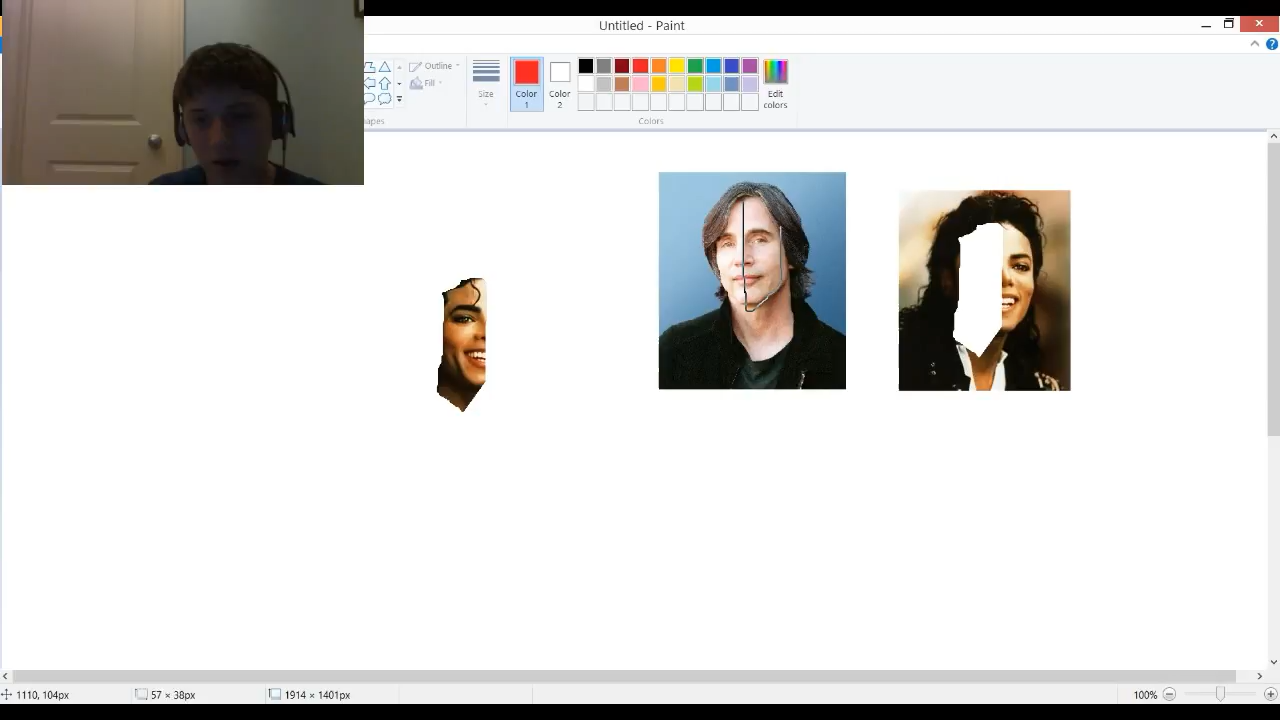 Untitled - Paint
Outline
Fill
Size
Color 1
Color 2
Edit colors
apes
Colors
1110, 104px
57 × 38px
1914 × 1401px
100%